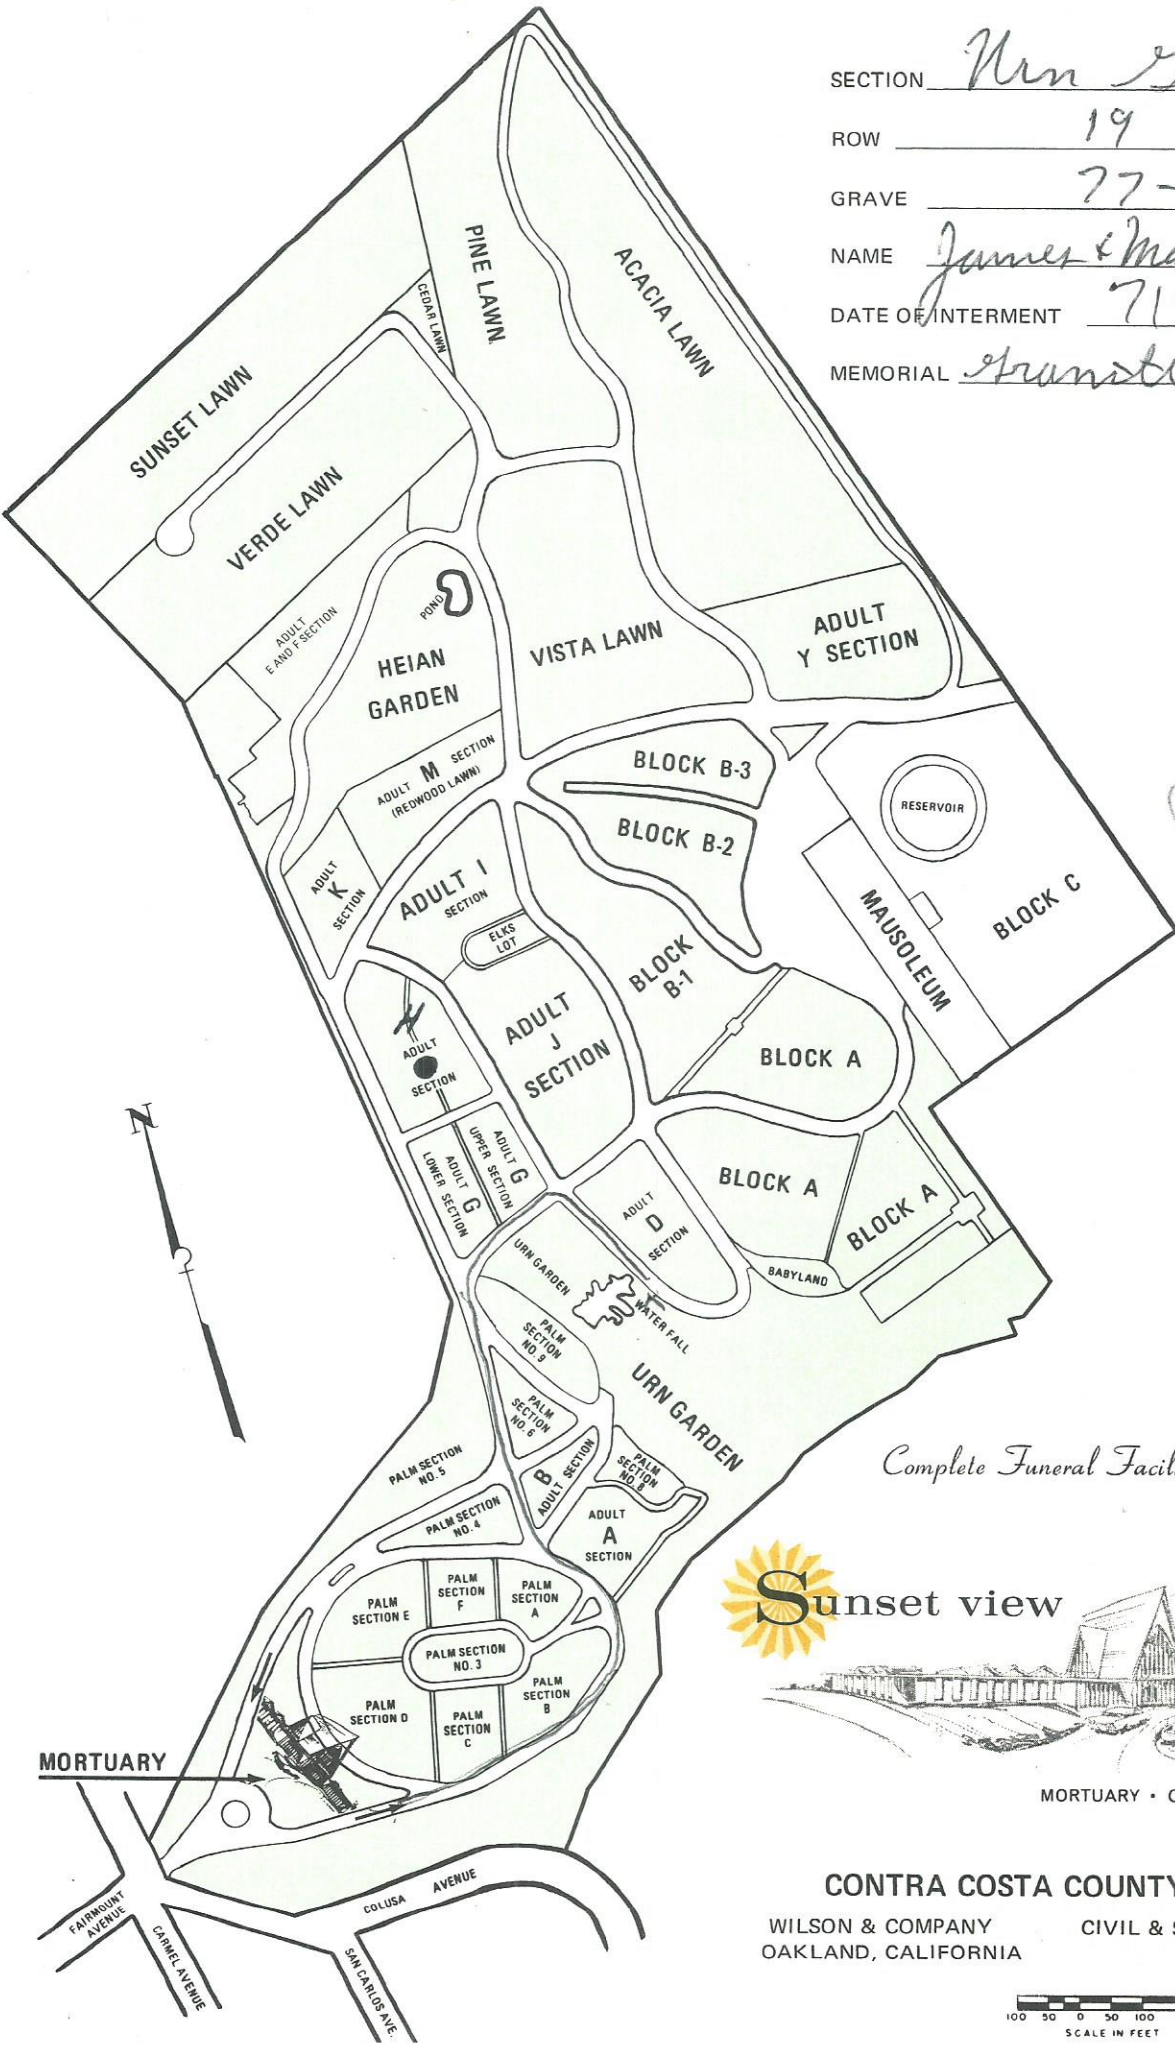 SECTION Urn
ROW 19
GRAVE 77-
NAME James &
DATE OF INTERMENT 71
MEMORIAL
PINE LAWN
CEDAR LAWN
ACACIA LAWN
SUNSET LAWN
VERDE LAWN
ADULT
E AND F SECTION
POND
HEIAN
GARDEN
VISTA LAWN
ADULT
Y SECTION
ADULT M SECTION
(REDWOOD LAWN)
BLOCK B-3
BLOCK B-2
RESERVOIR
ADULT
K
SECTION
ADULT I
SECTION
ELKS
LOT
BLOCK
B-1
MAUSOLEUM
BLOCK C
ADULT
J
SECTION
ADULT
SECTION
BLOCK A
N
ADULT G
UPPER SECTION
ADULT G
LOWER SECTION
BLOCK A
BLOCK A
ADULT
D
SECTION
BABYLAND
URN GARDEN
WATER FALL
PALM
SECTION
NO. 9
URN GARDEN
PALM
SECTION
NO. 6
PALM SECTION
NO. 5
B
ADULT SECTION
PALM
SECTION
NO. 8
PALM SECTION
NO. 4
ADULT
A
SECTION
PALM
SECTION E
PALM
SECTION
F
PALM
SECTION
A
PALM SECTION
NO. 3
PALM
SECTION D
PALM
SECTION
C
PALM
SECTION
B
MORTUARY
FAIRMOUNT
AVENUE
CARMEL AVENUE
COLUSA AVENUE
SAN CARLOS AVE.
Complete Funeral
Sunset view
MORTUARY •
CONTRA COSTA COUNTY
WILSON & COMPANY CIVIL &
OAKLAND, CALIFORNIA
100 50 0 50 100
SCALE IN FEET